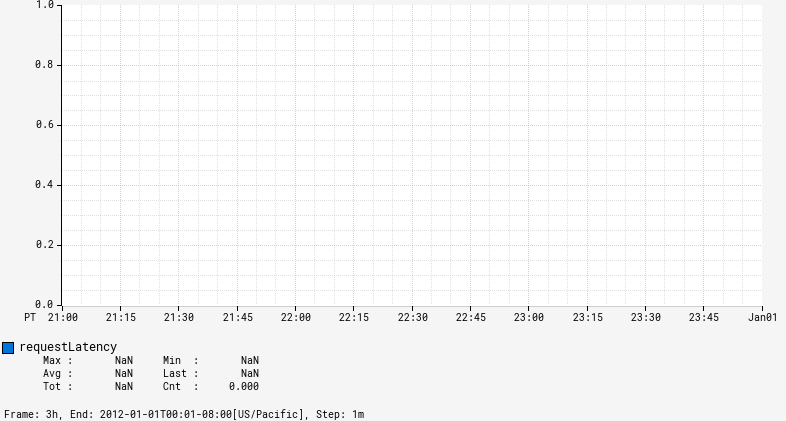 1.0
0.8
0.6
0.4
0.2
0.0
PT 21:00 21:15 21:30 21:45 22:00 22:15 22:30 22:45 23:00 23:15 23:30 23:45 Jan01
requestLatency
Max : NaN Min : NaN
Avg : NaN Last : NaN
Tot : NaN Cnt : 0.000
Frame: 3h, End: 2012-01-01T00:01-08:00[US/Pacific], Step: 1m